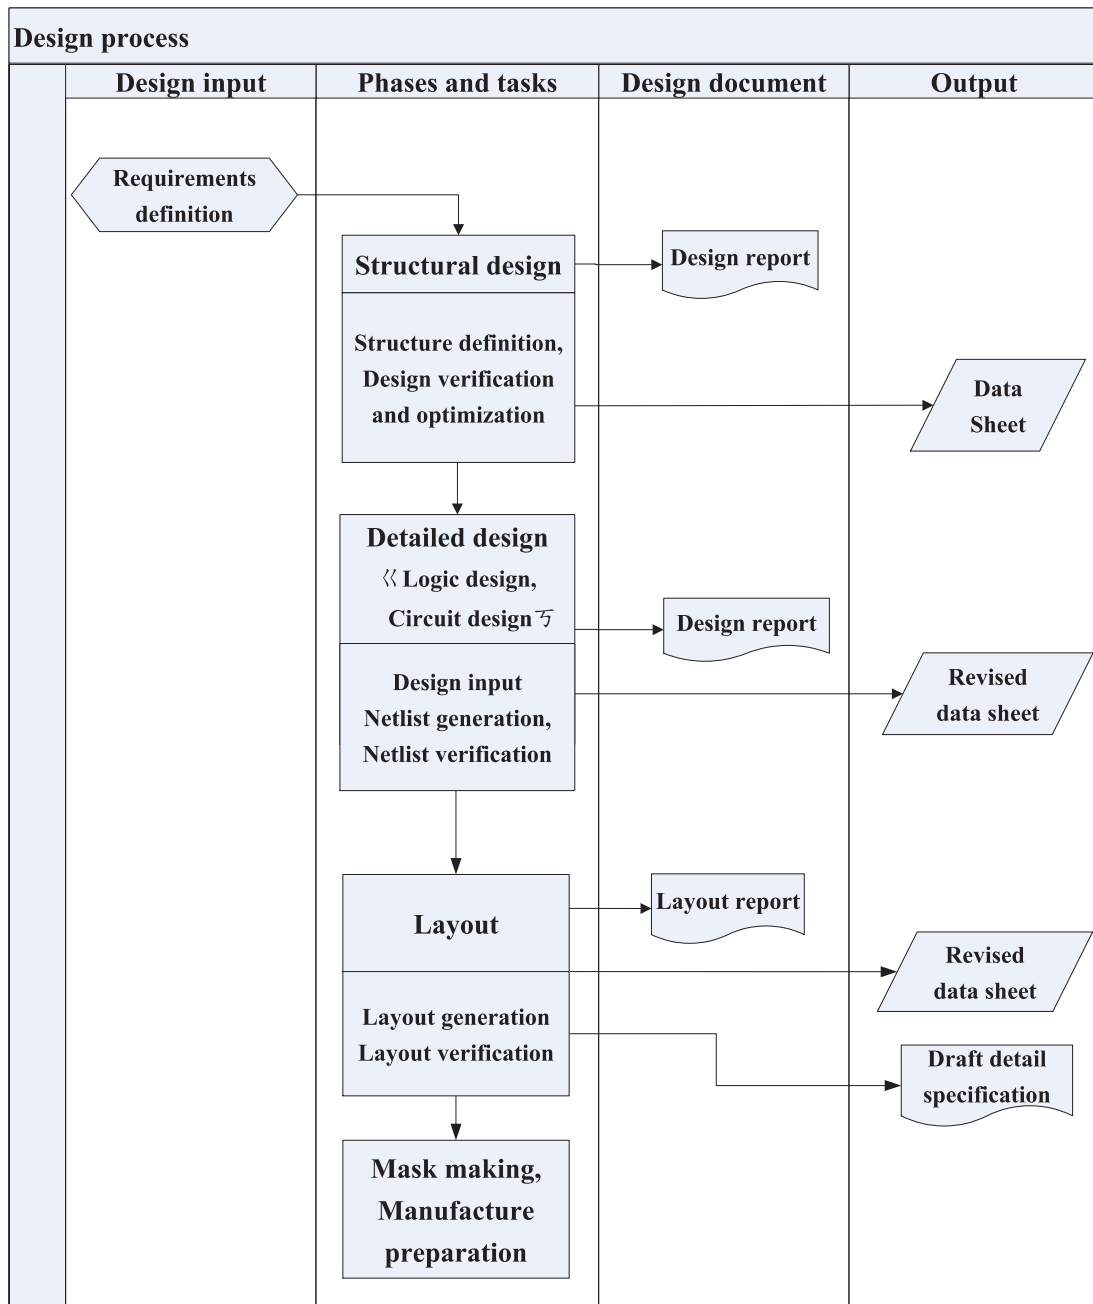 Design process
Design input
Phases and tasks
Design document
Output
Requirements
definition
Structural design
Design report
Structure definition,
Design verification
and optimization
Data
Sheet
Detailed design
ㄍLogic design,
Circuit designㄎ
Design report
Design input
Netlist generation,
Netlist verification
Revised
data sheet
Layout
Layout report
Revised
data sheet
Layout generation
Layout verification
Draft detail
specification
Mask making,
Manufacture
preparation